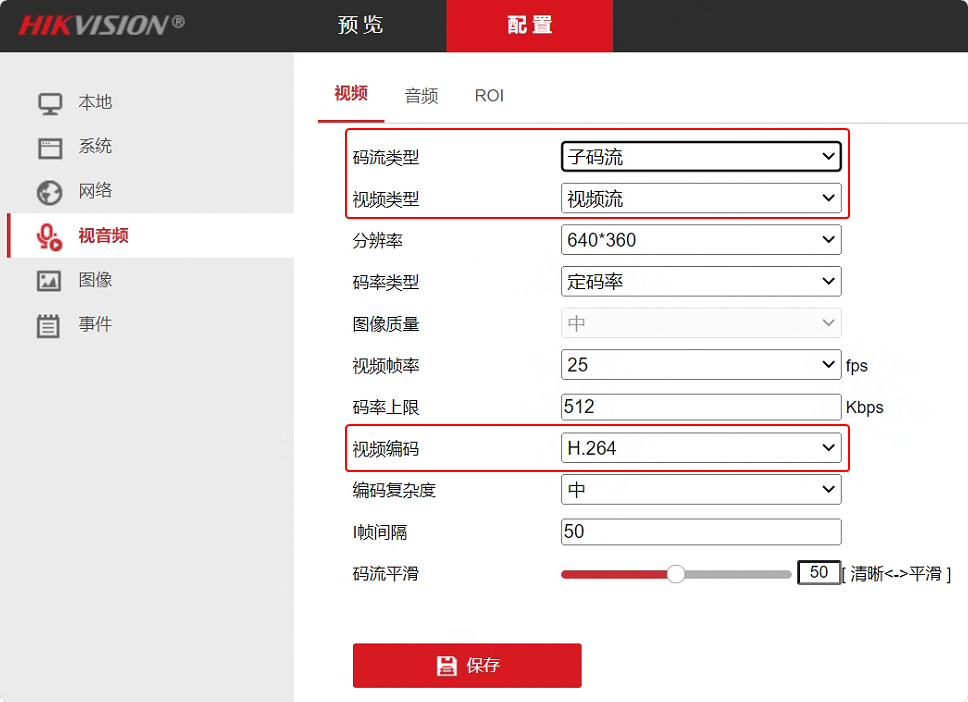 HIKVISION®
预览 配置
本地
系统
网络
视音频
图像
事件
视频 音频 ROI
码流类型 子码流
视频类型 视频流
分辨率 640*360
码率类型 定码率
图像质量 中
视频帧率 25 fps
码率上限 512 Kbps
视频编码 H.264
编码复杂度 中
I帧间隔 50
码流平滑 50 [ 清晰<->平滑 ]
保存